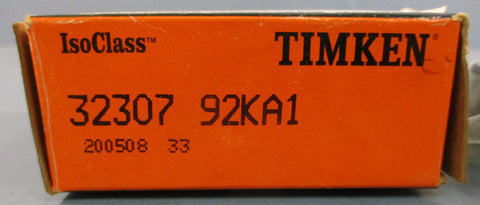 IsoClass™ TIMKEN®
32307 92KA1
200508 33